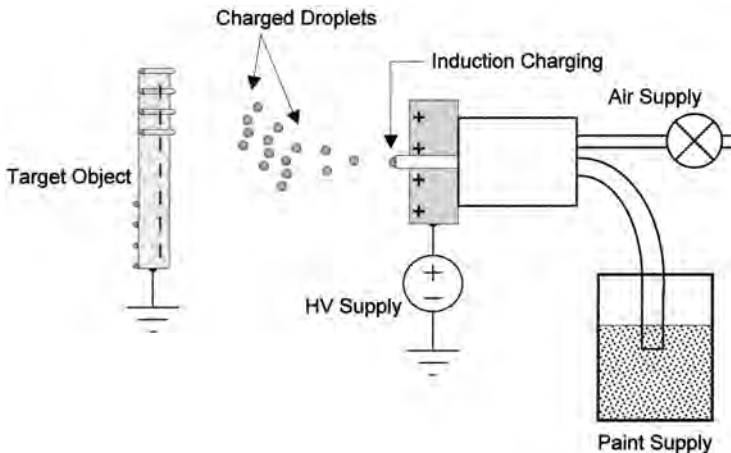 Charged Droplets
Induction Charging
Air Supply
Target Object
+
+
+
+
HV Supply
+
−
Paint Supply